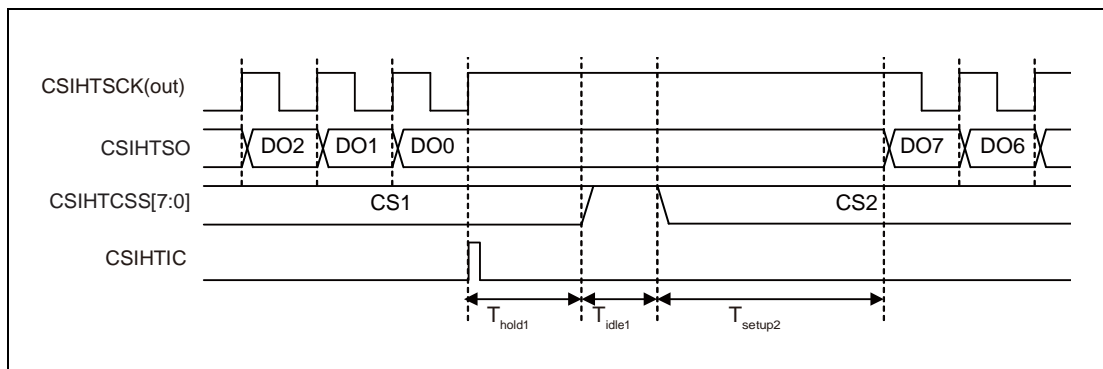 CSIHTSCK(out)
CSIHTSO DO2 DO1 DO0 DO7 DO6
CSIHTCSS[7:0] CS1 CS2
CSIHTIC
Thold1 Tidle1 Tsetup2